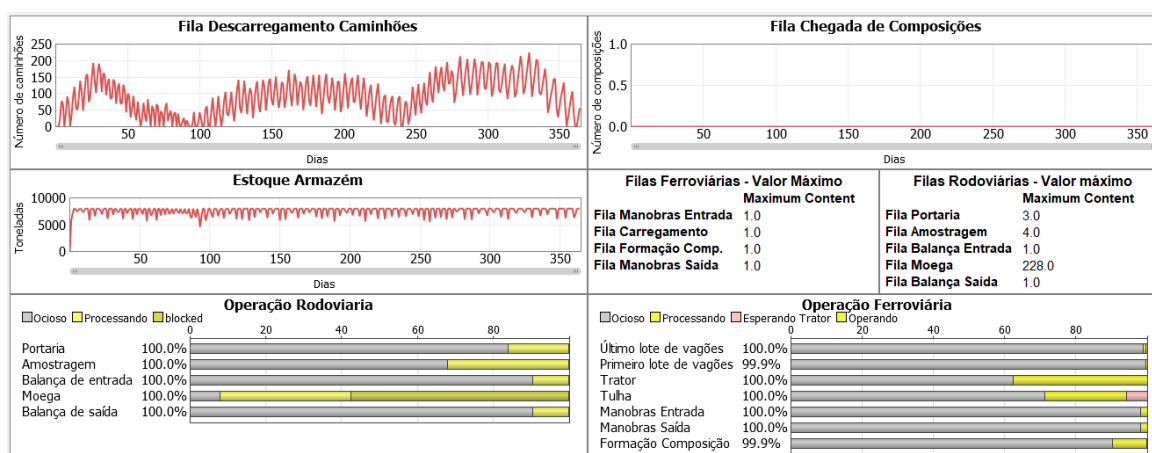 Fila Descarregamento Caminhões
Número de caminhões
250
200
150
100
50
0
50 100 150 200 250 300 350
Dias
Fila Chegada de Composições
Número de composições
1.0
0.5
0.0
50 100 150 200 250 300 350
Dias
Estoque Armazém
Toneladas
10000
5000
0
50 100 150 200 250 300 350
Dias
Filas Ferroviárias - Valor Máximo
Maximum Content
Fila Manobras Entrada 1.0
Fila Carregamento 1.0
Fila Formação Comp. 1.0
Fila Manobras Saída 1.0
Filas Rodoviárias - Valor máximo
Maximum Content
Fila Portaria 3.0
Fila Amostragem 4.0
Fila Balança Entrada 1.0
Fila Moega 228.0
Fila Balança Saída 1.0
Operação Rodoviaria
Ocioso Processando blocked
0 20 40 60 80
Portaria 100.0%
Amostragem 100.0%
Balança de entrada 100.0%
Moega 100.0%
Balança de saída 100.0%
Operação Ferroviária
Ocioso Processando Esperando Trator Operando
0 20 40 60 80
Último lote de vagões 100.0%
Primeiro lote de vagões 99.9%
Trator 100.0%
Tulha 100.0%
Manobras Entrada 100.0%
Manobras Saída 100.0%
Formação Composição 99.9%